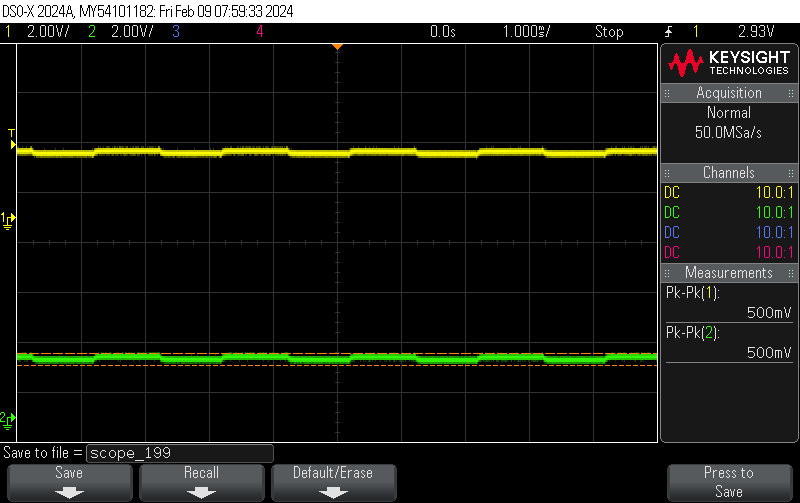 DSO-X 2024A, MY54101182: Fri Feb 09 07:59:33 2024
1 2.00V/ 2 2.00V/ 3 4 0.0s 1.000s/ Stop 1 2.93V
T
1
2
KEYSIGHT
TECHNOLOGIES
Acquisition
Normal
50.0MSa/s
Channels
DC 10.0:1
DC 10.0:1
DC 10.0:1
DC 10.0:1
Measurements
Pk-Pk(1):
500mV
Pk-Pk(2):
500mV
Save to file = scope_199
Save
Recall
Default/Erase
Press to
Save